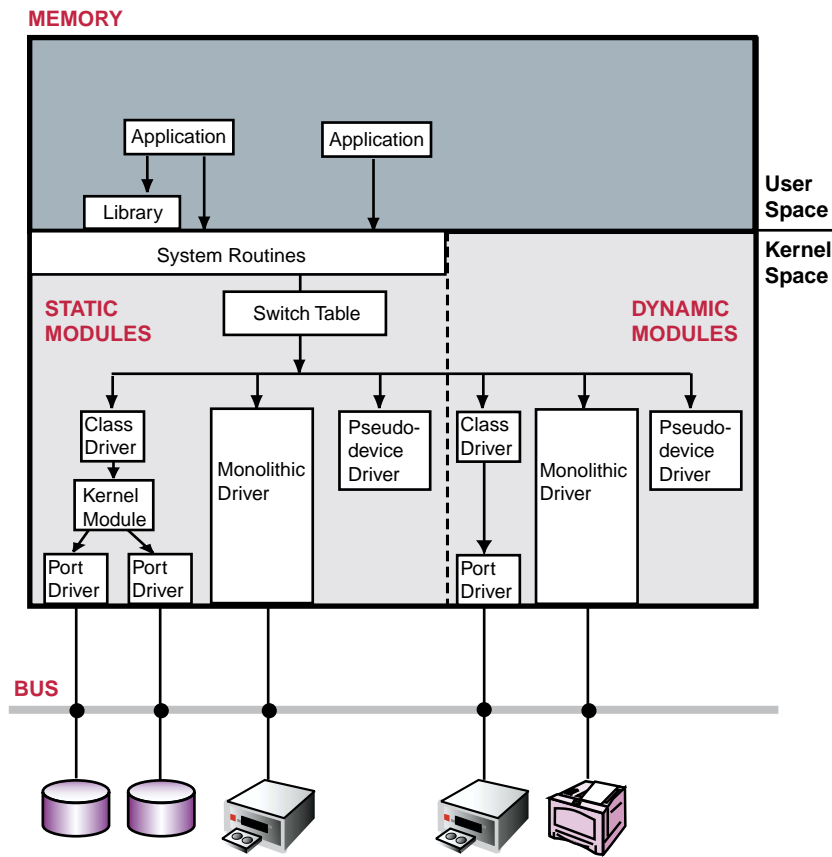 MEMORY
Application
Application
Library
User
Space
Kernel
Space
System Routines
STATIC
MODULES
Switch Table
DYNAMIC
MODULES
Class
Driver
Monolithic
Driver
Pseudo-
device
Driver
Class
Driver
Monolithic
Driver
Pseudo-
device
Driver
Kernel
Module
Port
Driver
Port
Driver
Port
Driver
BUS